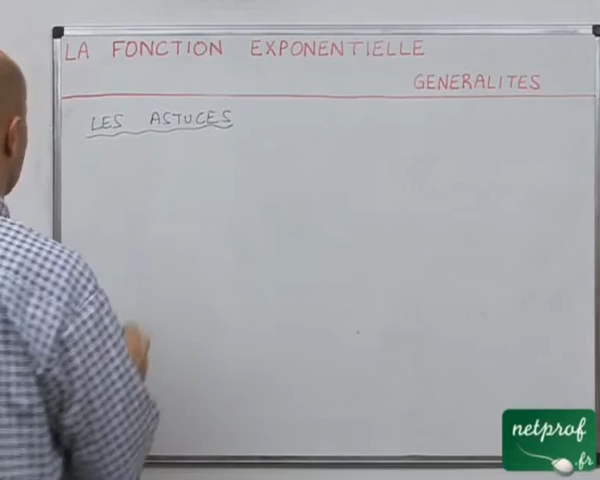 LA FONCTION EXPONENTIELLE
GENERALITES
LES ASTUCES
netprof
.fr